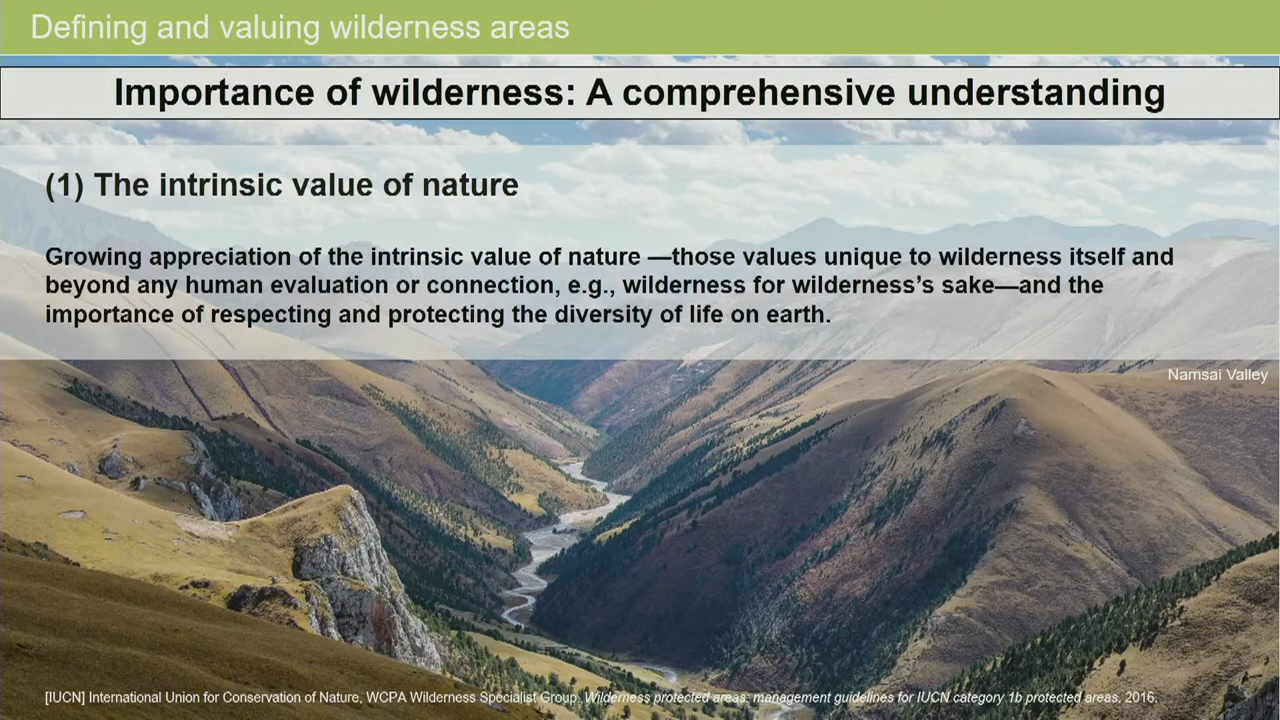 Defining and valuing wilderness areas
Importance of wilderness: A comprehensive understanding
(1) The intrinsic value of nature
Growing appreciation of the intrinsic value of nature —those values unique to wilderness itself and
beyond any human evaluation or connection, e.g., wilderness for wilderness’s sake—and the
importance of respecting and protecting the diversity of life on earth.
Namsai Valley
[IUCN] International Union for Conservation of Nature, WCPA Wilderness Specialist Group. Wilderness protected areas: management guidelines for IUCN category 1b protected areas, 2016.